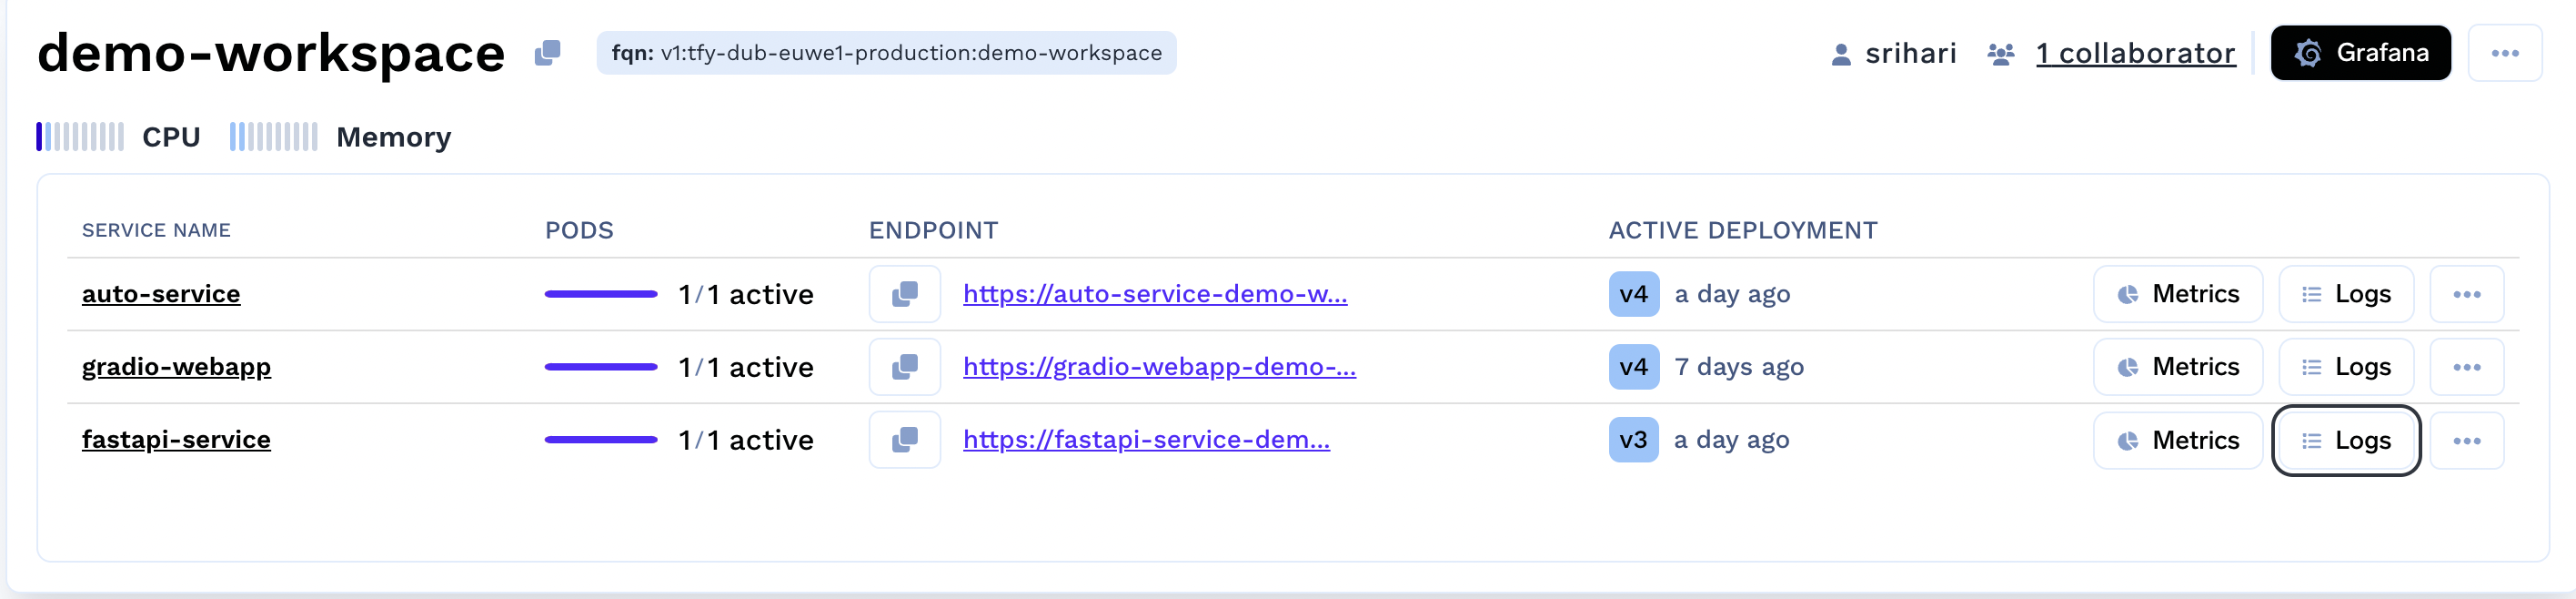 demo-workspace fqn: v1:tfy-dub-euwe1-production:demo-workspace srihari 1 collaborator Grafana
CPU Memory
SERVICE NAME PODS ENDPOINT ACTIVE DEPLOYMENT
auto-service 1/1 active https://auto-service-demo-w... v4 a day ago Metrics Logs
gradio-webapp 1/1 active https://gradio-webapp-demo-... v4 7 days ago Metrics Logs
fastapi-service 1/1 active https://fastapi-service-dem... v3 a day ago Metrics Logs